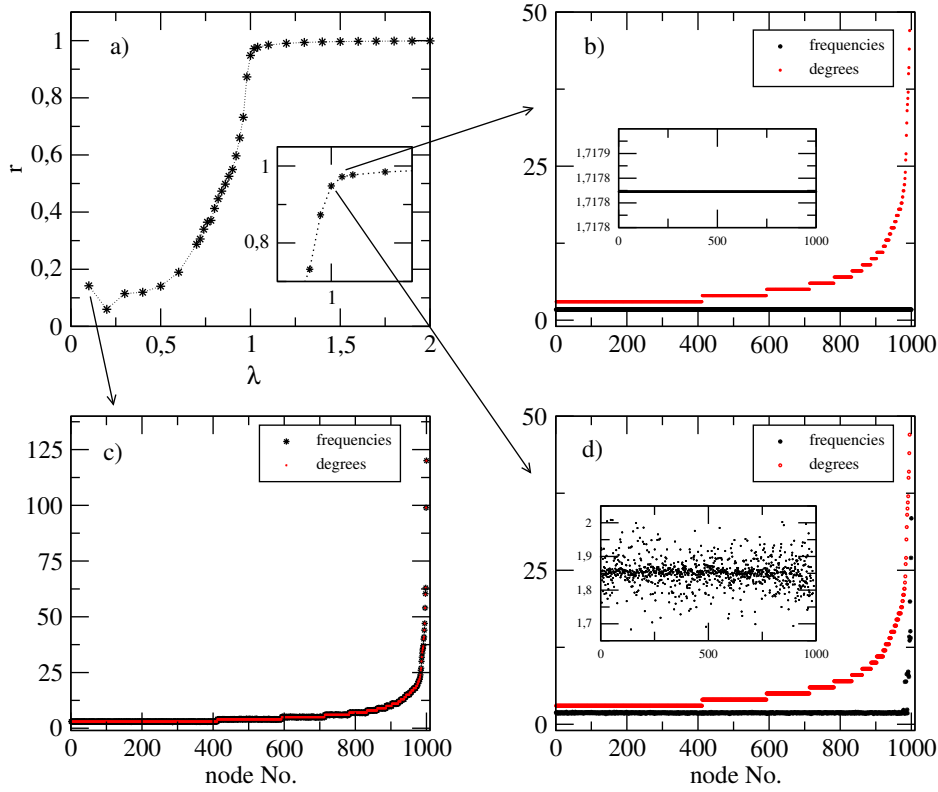 a)
r
1
0,8
0,6
0,4
0,2
0
0 0,5 1 1,5 2
λ
1
0,8
1
b)
frequencies
degrees
50
25
0
0 200 400 600 800 1000
1,7179
1,7178
1,7178
0 500 1000
c)
frequencies
degrees
125
100
75
50
25
0
0 200 400 600 800 1000
node No.
d)
frequencies
degrees
50
25
0
0 200 400 600 800 1000
node No.
2
1,9
1,8
1,7
0 500 1000